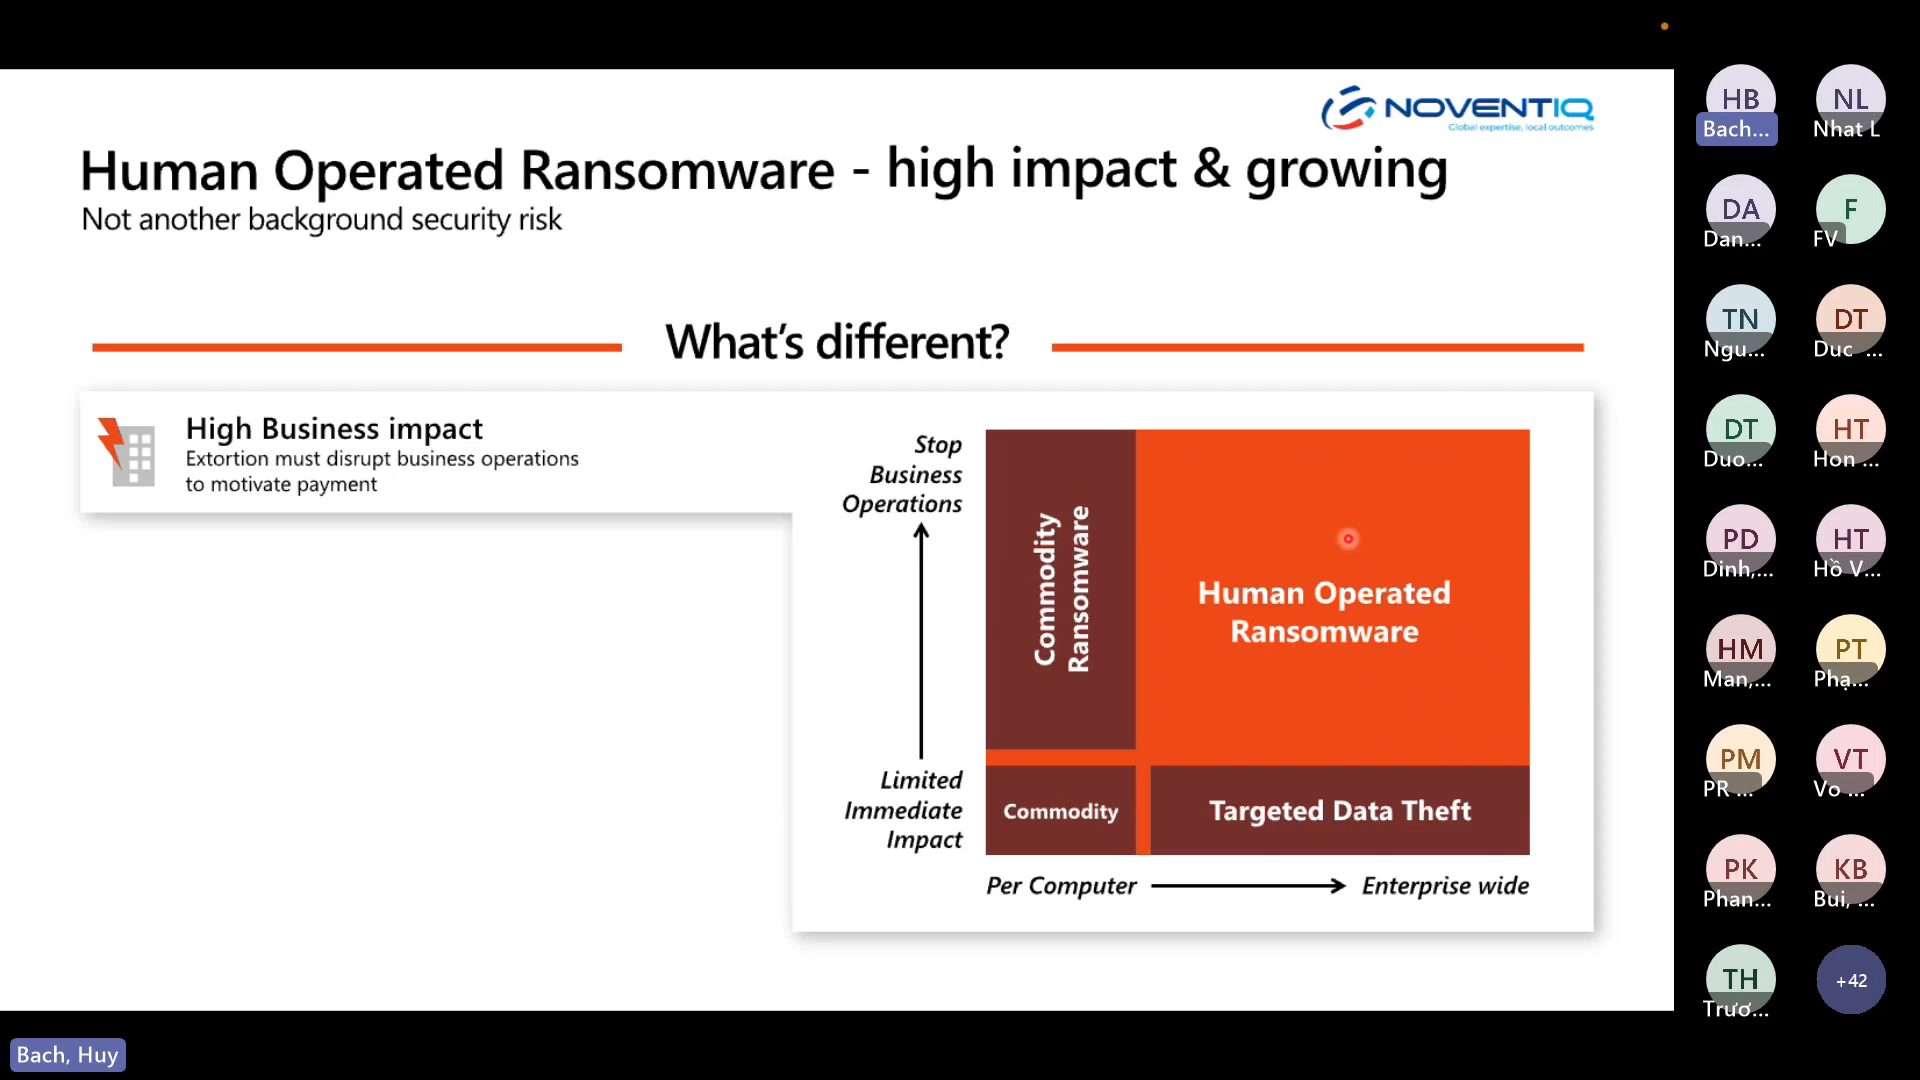 NOVENTIQ
Global expertise, local outcomes
Human Operated Ransomware - high impact & growing
Not another background security risk
What's different?
High Business impact
Extortion must disrupt business operations
to motivate payment
Stop
Business
Operations
Limited
Immediate
Impact
Commodity
Ransomware
Human Operated
Ransomware
Commodity
Targeted Data Theft
Per Computer
Enterprise wide
HB
Bach...
NL
Nhat L
DA
Dan...
F
FV
TN
Ngu...
DT
Duc ...
DT
Duo...
HT
Hon ...
PD
Dinh,...
HT
Hồ V...
HM
Man,...
PT
Phạ...
PM
PR ...
VT
Vo ...
PK
Phan...
KB
Bui, ...
TH
Trươ...
+42
Bach, Huy